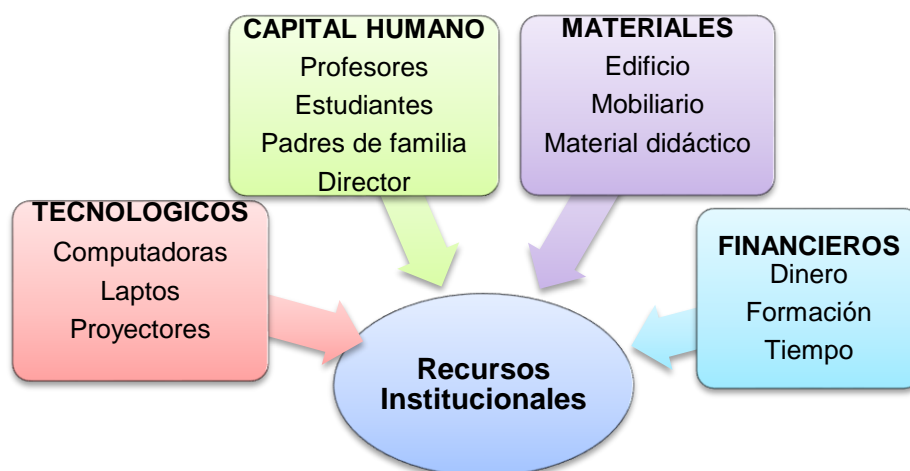 CAPITAL HUMANO
Profesores
Estudiantes
Padres de familia
Director
MATERIALES
Edificio
Mobiliario
Material didáctico
TECNOLOGICOS
Computadoras
Laptos
Proyectores
FINANCIEROS
Dinero
Formación
Tiempo
Recursos
Institucionales